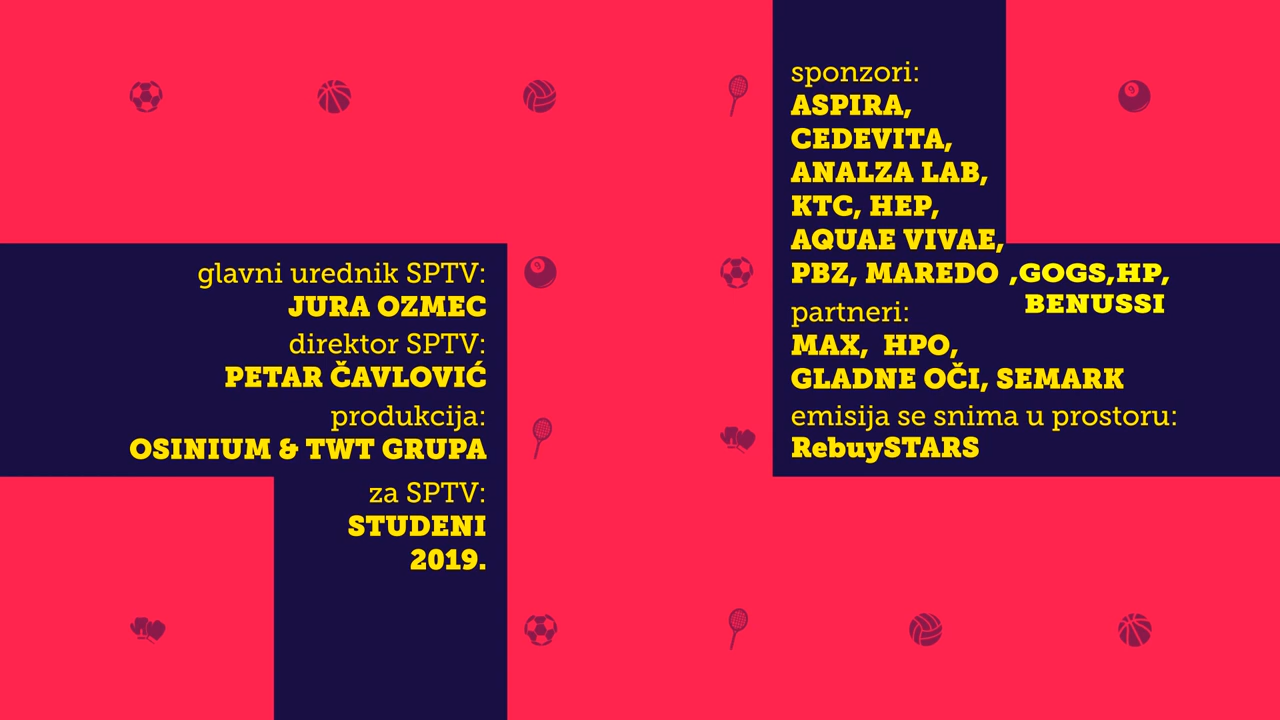 glavni urednik SPTV:
JURA OZMEC
direktor SPTV:
PETAR ČAVLOVIĆ
produkcija:
OSINIUM & TWT GRUPA
za SPTV:
STUDENI
2019.
sponzori:
ASPIRA,
CEDEVITA,
ANALZA LAB,
KTC, HEP,
AQUAE VIVAE,
PBZ, MAREDO ,GOGS,HP,
BENUSSI
partneri:
MAX, HPO,
GLADNE OČI, SEMARK
emisija se snima u prostoru:
RebuySTARS